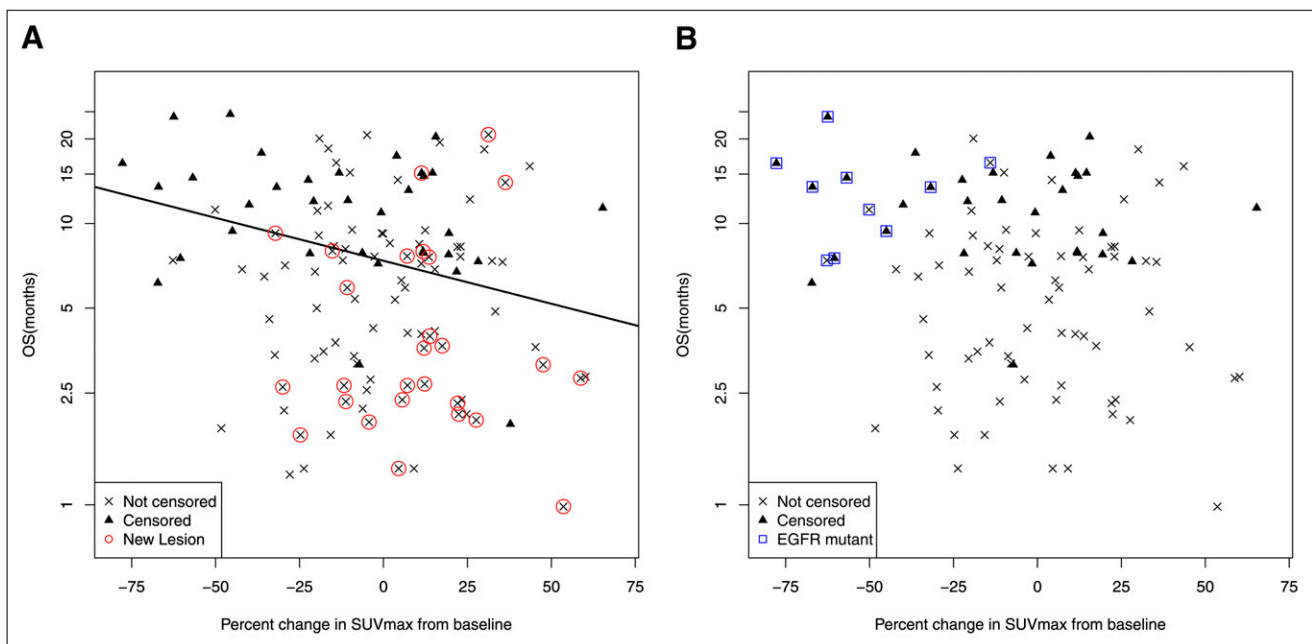 A
OS(months)
20
15
10
5
2.5
1
Not censored
Censored
New Lesion
−75
−50
−25
0
25
50
75
Percent change in SUVmax from baseline
B
OS(months)
20
15
10
5
2.5
1
Not censored
Censored
EGFR mutant
−75
−50
−25
0
25
50
75
Percent change in SUVmax from baseline